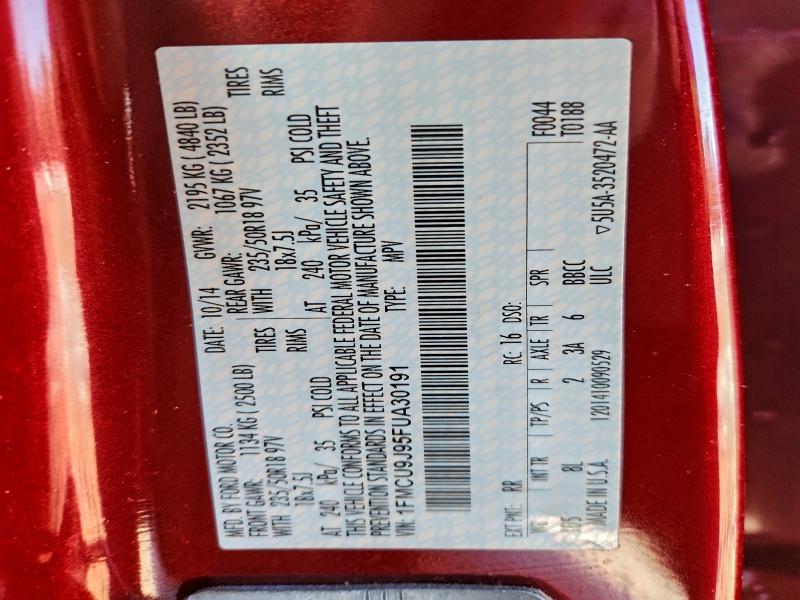 MFD. BY FORD MOTOR CO.
DATE: 10/14 GVWR: 2195 KG ( 4840 LB)
FRONT GAWR: 1134 KG ( 2500 LB) REAR GAWR: 1067 KG ( 2352 LB)
WITH 235/50R18 97V TIRES WITH 235/50R18 97V TIRES
18x7.5J RIMS 18x7.5J RIMS
AT 240 kPa/ 35 PSI COLD AT 240 kPa/ 35 PSI COLD
THIS VEHICLE CONFORMS TO ALL APPLICABLE FEDERAL MOTOR VEHICLE SAFETY AND THEFT
PREVENTION STANDARDS IN EFFECT ON THE DATE OF MANUFACTURE SHOWN ABOVE.
VIN: 1FMCU9J95FUA30191 TYPE: MPV
EXT PNT: RR RC: 16 DSO:
INT TR TP/PS R AXLE TR SPR F0044
8L 2 3A 6 BBCC T0188
MADE IN U.S.A. 1201410090529 ULC
▽5U5A-3520472-AA